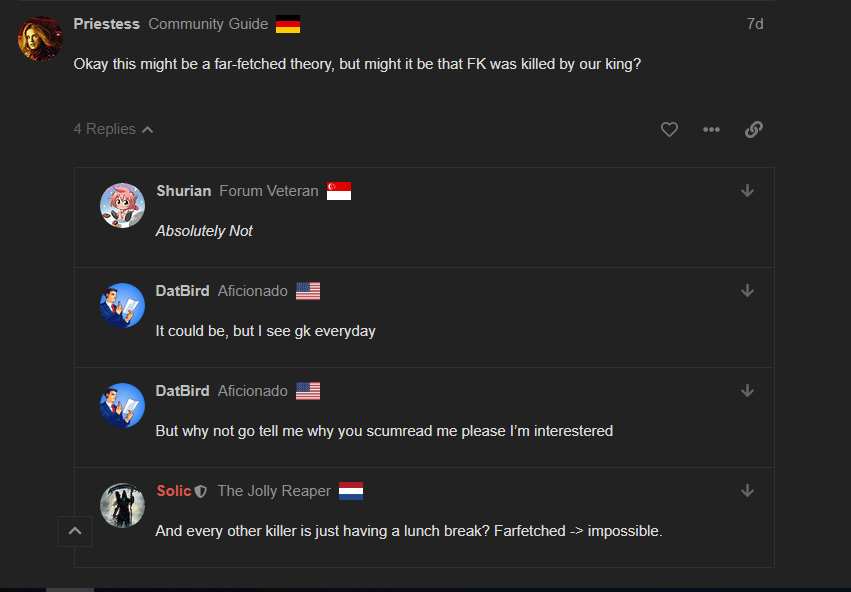 Priestess Community Guide 7d
Okay this might be a far-fetched theory, but might it be that FK was killed by our king?
4 Replies
Shurian Forum Veteran
Absolutely Not
DatBird Aficionado
It could be, but I see gk everyday
DatBird Aficionado
But why not go tell me why you scumread me please I'm interestered
Solic The Jolly Reaper
And every other killer is just having a lunch break? Farfetched -> impossible.